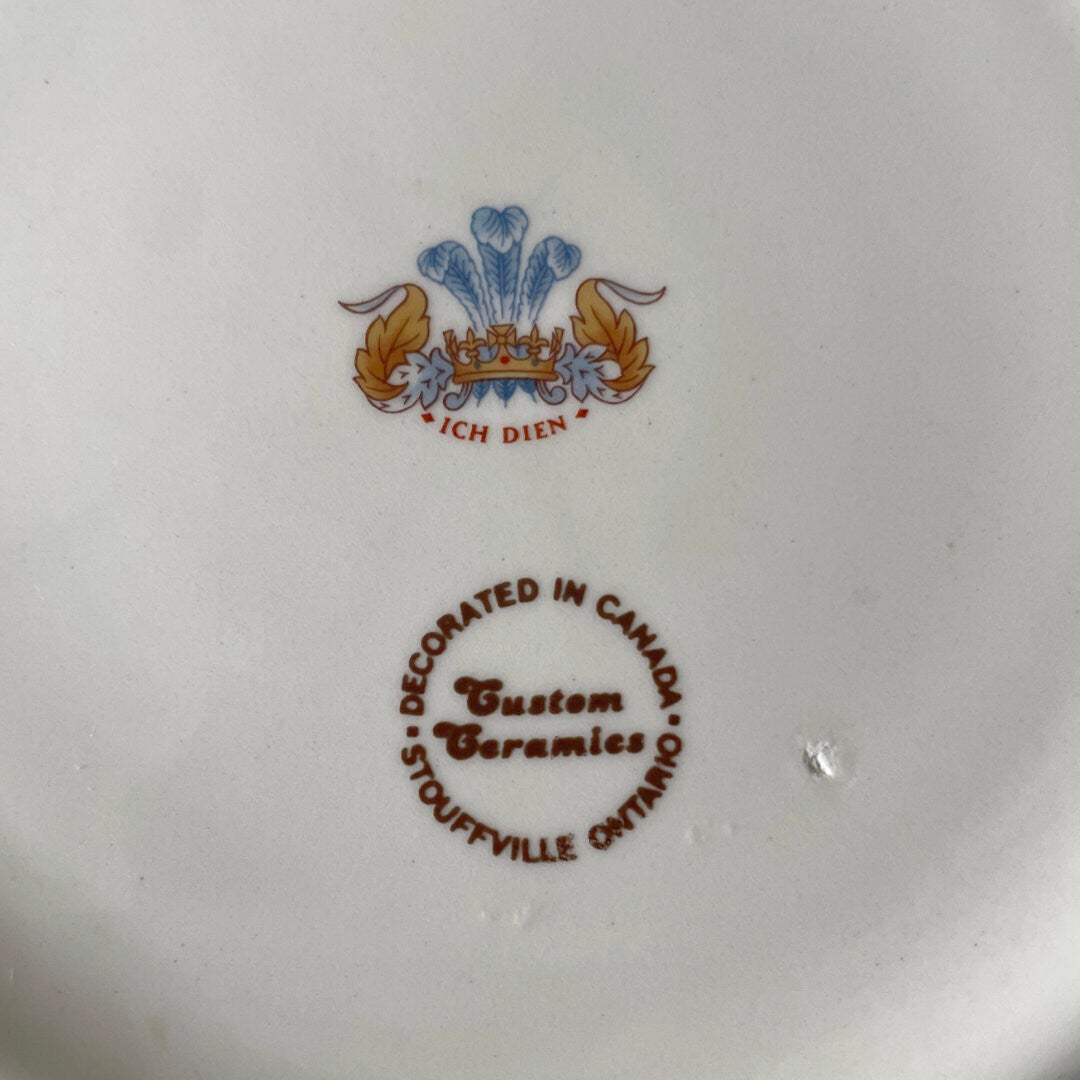 ICH DIEN
DECORATED IN CANADA
Custom
Ceramics
STOUFFVILLE ONTARIO